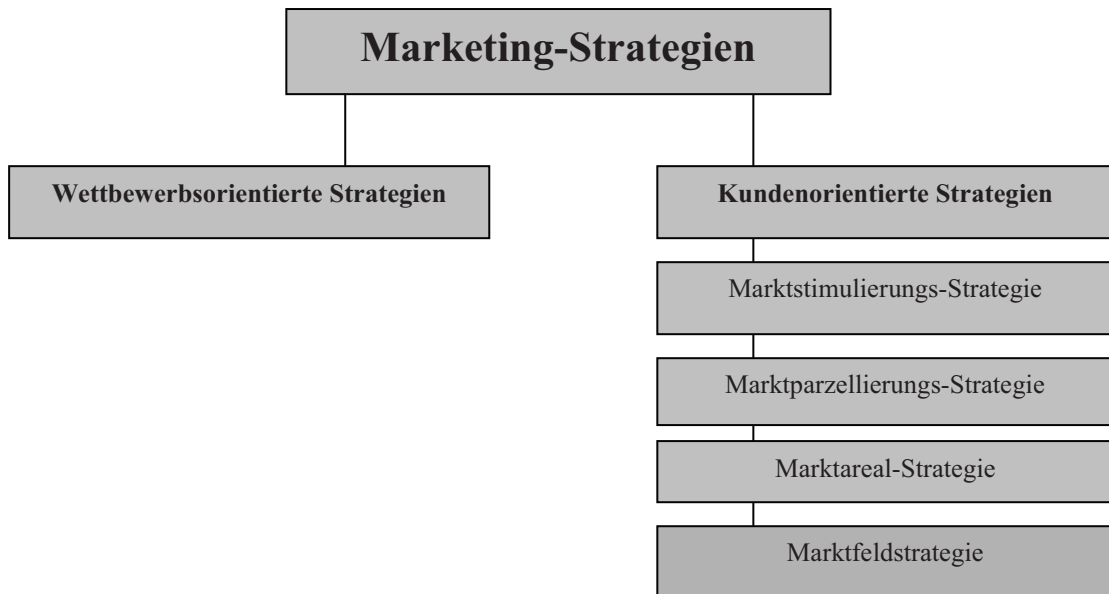 Marketing-Strategien
Wettbewerbsorientierte Strategien
Kundenorientierte Strategien
Marktstimulierungs-Strategie
Marktparzellierungs-Strategie
Marktareal-Strategie
Marktfeldstrategie